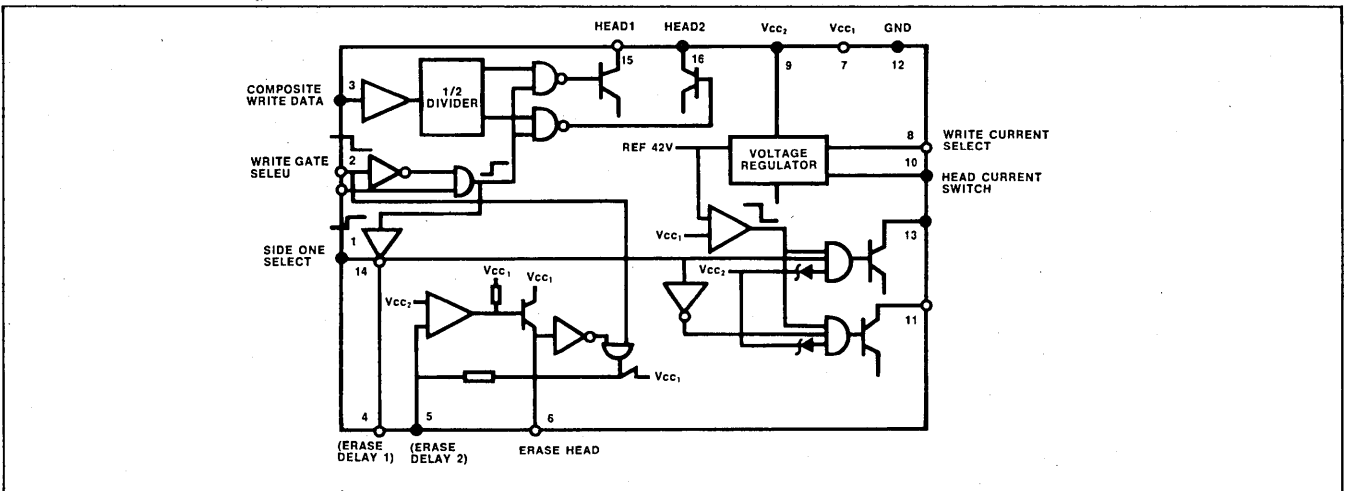 HEAD1 HEAD2 Vcc₂ Vcc₁ GND
15 16 9 7 12
COMPOSITE
WRITE DATA
3
1/2
DIVIDER
WRITE GATE
SELEU
2
REF 42V
VOLTAGE
REGULATOR
8
WRITE CURRENT
SELECT
10
HEAD CURRENT
SWITCH
Vcc₁
13
SIDE ONE
SELECT
1
14
Vcc₂
Vcc₁ Vcc₁
Vcc₂
11
Vcc₁
4 5 6
(ERASE
DELAY 1)
(ERASE
DELAY 2)
ERASE HEAD